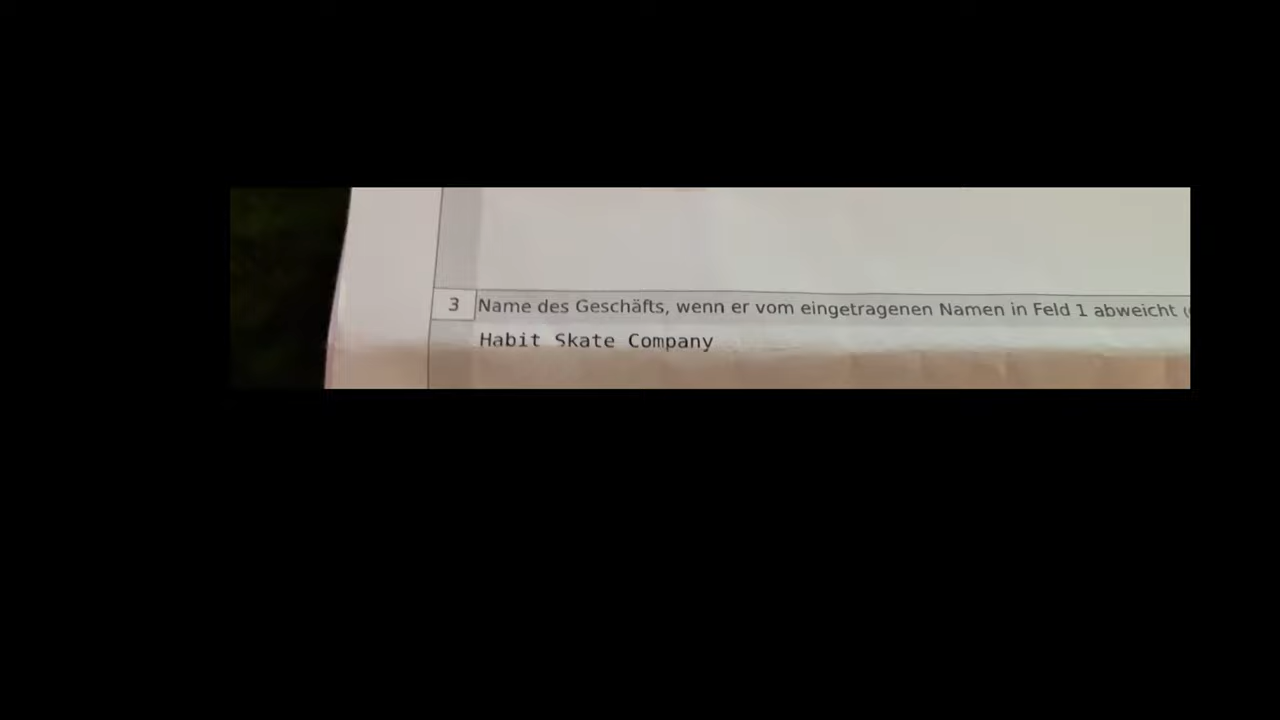 3 Name des Geschäfts, wenn er vom eingetragenen Namen in Feld 1 abweicht
Habit Skate Company